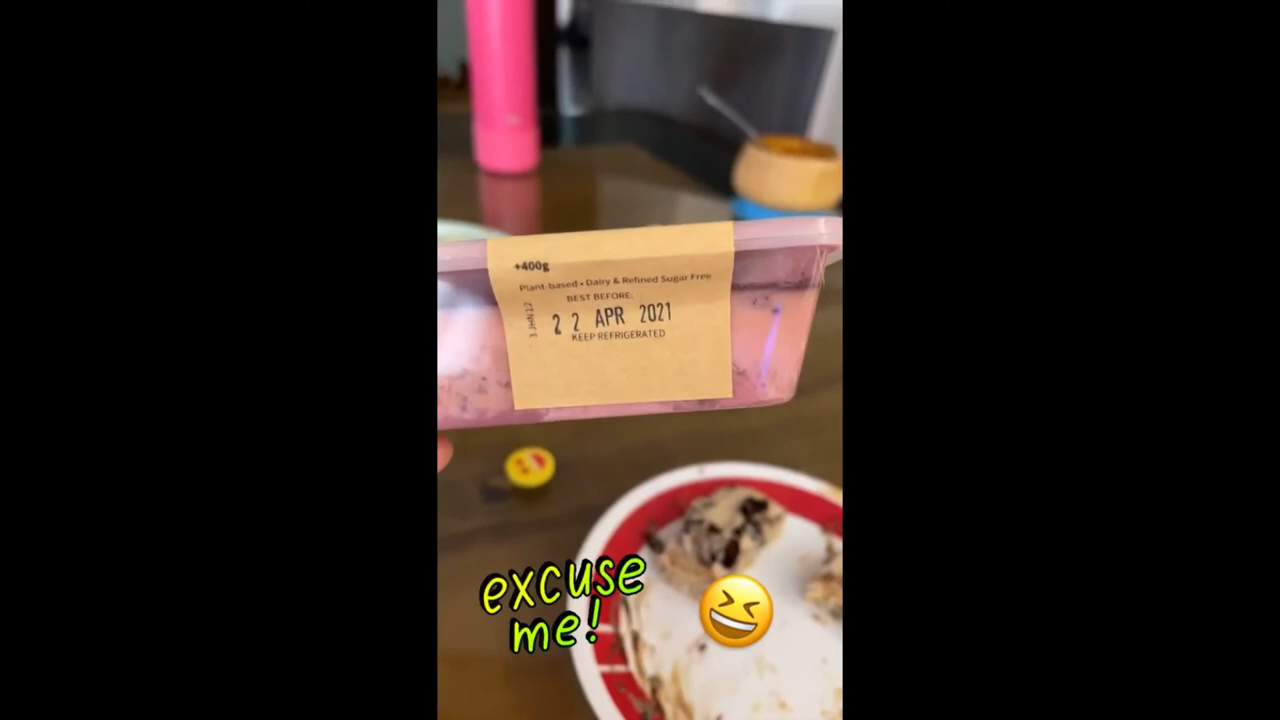 +400g
Plant-based • Dairy & Refined Sugar Free
BEST BEFORE:
22 APR 2021
KEEP REFRIGERATED
excuse
me!